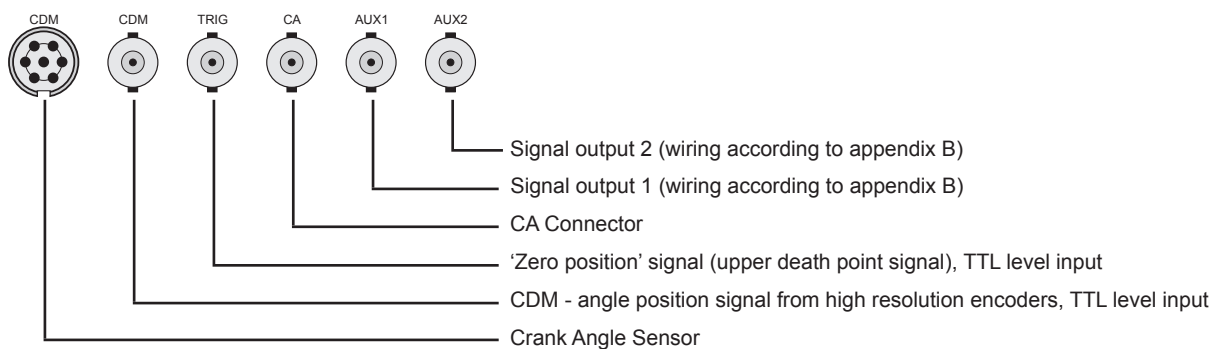 CDM CDM TRIG CA AUX1 AUX2
Signal output 2 (wiring according to appendix B)
Signal output 1 (wiring according to appendix B)
CA Connector
‘Zero position’ signal (upper death point signal), TTL level input
CDM - angle position signal from high resolution encoders, TTL level input
Crank Angle Sensor